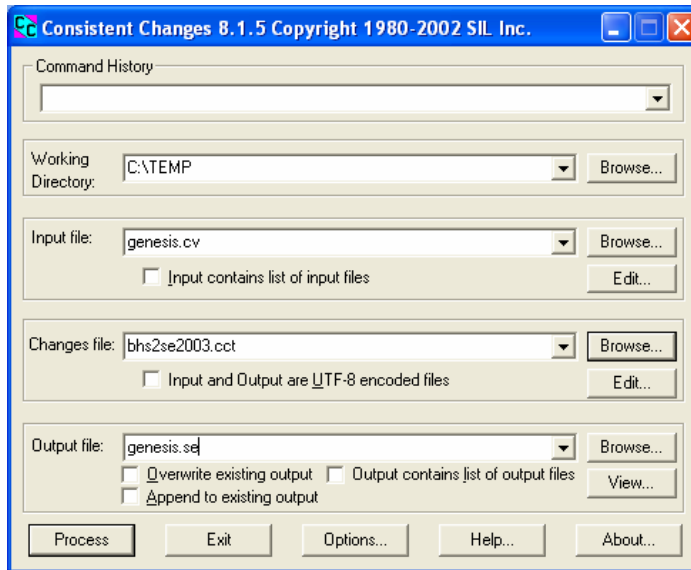 Consistent Changes 8.1.5 Copyright 1980-2002 SIL Inc.
Command History
Working Directory: C:\TEMP Browse...
Input file: genesis.cv Browse...
Input contains list of input files Edit...
Changes file: bhs2se2003.cct Browse...
Input and Output are UTF-8 encoded files Edit...
Output file: genesis.se Browse...
Overwrite existing output Output contains list of output files View...
Append to existing output
Process Exit Options... Help... About...